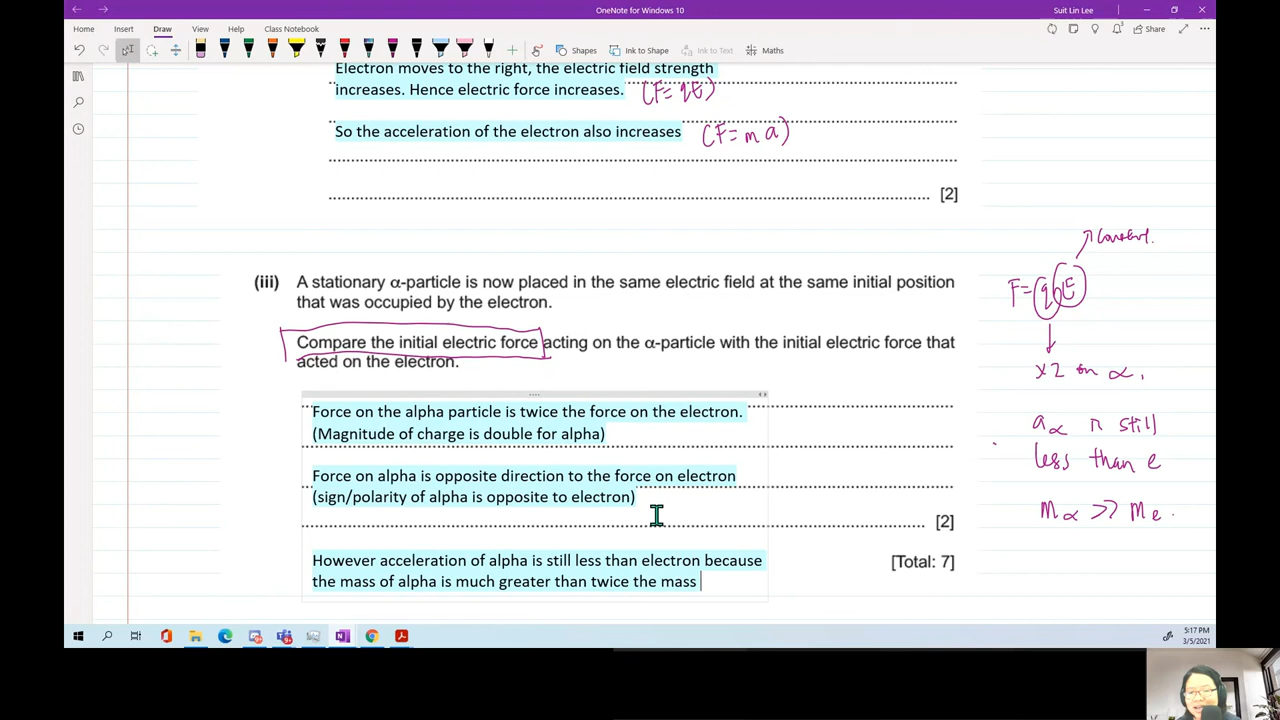 OneNote for Windows 10
Suit Lin Lee
Home Insert Draw View Help Class Notebook
Share
Shapes Ink to Shape Ink to Text Maths
Electron moves to the right, the electric field strength
increases. Hence electric force increases. (F=qE)
So the acceleration of the electron also increases (F=ma)
[2]
(iii) A stationary α-particle is now placed in the same electric field at the same initial position
that was occupied by the electron.
Compare the initial electric force acting on the α-particle with the initial electric force that
acted on the electron.
Force on the alpha particle is twice the force on the electron.
(Magnitude of charge is double for alpha)
Force on alpha is opposite direction to the force on electron
(sign/polarity of alpha is opposite to electron)
[2]
However acceleration of alpha is still less than electron because
the mass of alpha is much greater than twice the mass
[Total: 7]
constant.
F=qE
x2 on α.
aα is still
less than e
mα >> me.
5:17 PM
3/5/2021